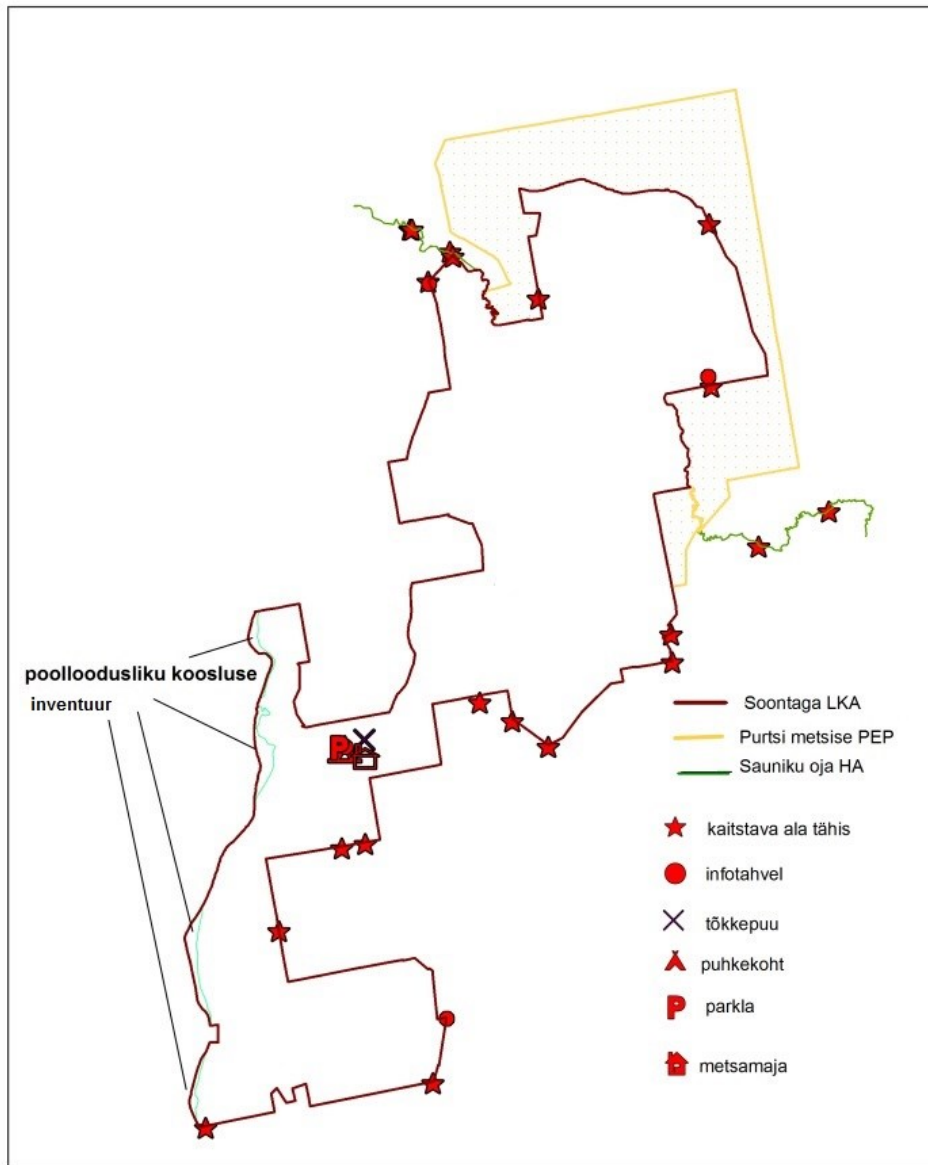 poolloodusliku koosluse
inventuur
P
Soontaga LKA
Purtsi metsise PEP
Sauniku oja HA
kaitstava ala tähis
infotahvel
tõkkepuu
puhkekoht
P parkla
metsamaja